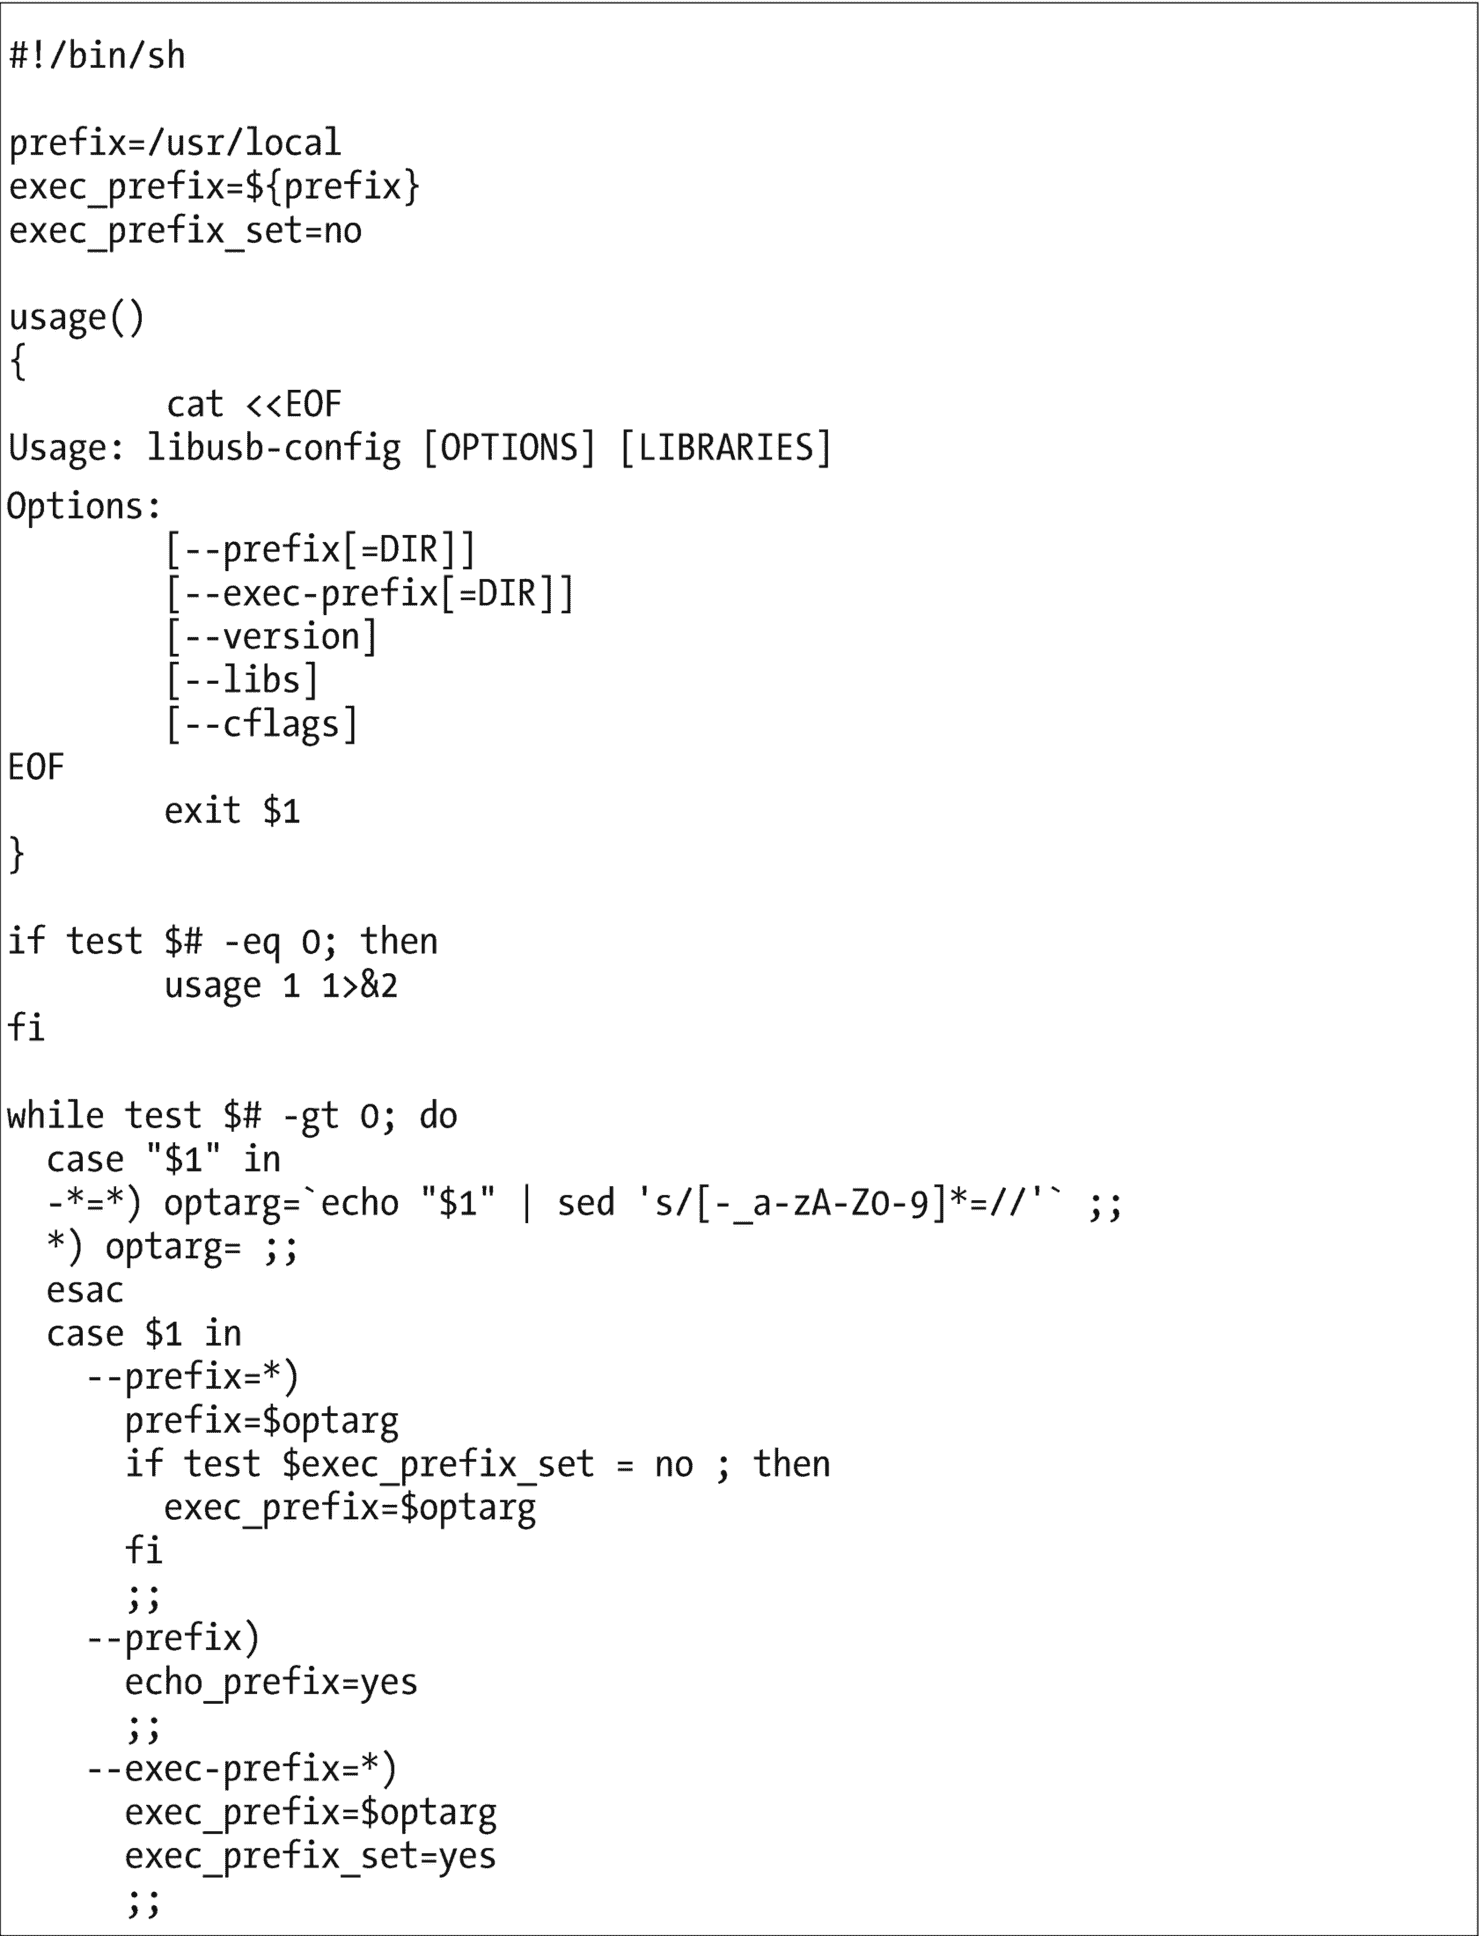 #!/bin/sh

prefix=/usr/local
exec_prefix=${prefix}
exec_prefix_set=no

usage()
{
        cat <<EOF
Usage: libusb-config [OPTIONS] [LIBRARIES]
Options:
        [--prefix[=DIR]]
        [--exec-prefix[=DIR]]
        [--version]
        [--libs]
        [--cflags]
EOF
        exit $1
}

if test $# -eq 0; then
        usage 1 1>&2
fi

while test $# -gt 0; do
  case "$1" in
  -*=*) optarg=`echo "$1" | sed 's/[-_a-zA-Z0-9]*=//'` ;;
  *) optarg= ;;
  esac
  case $1 in
    --prefix=*)
      prefix=$optarg
      if test $exec_prefix_set = no ; then
        exec_prefix=$optarg
      fi
      ;;
    --prefix)
      echo_prefix=yes
      ;;
    --exec-prefix=*)
      exec_prefix=$optarg
      exec_prefix_set=yes
      ;;